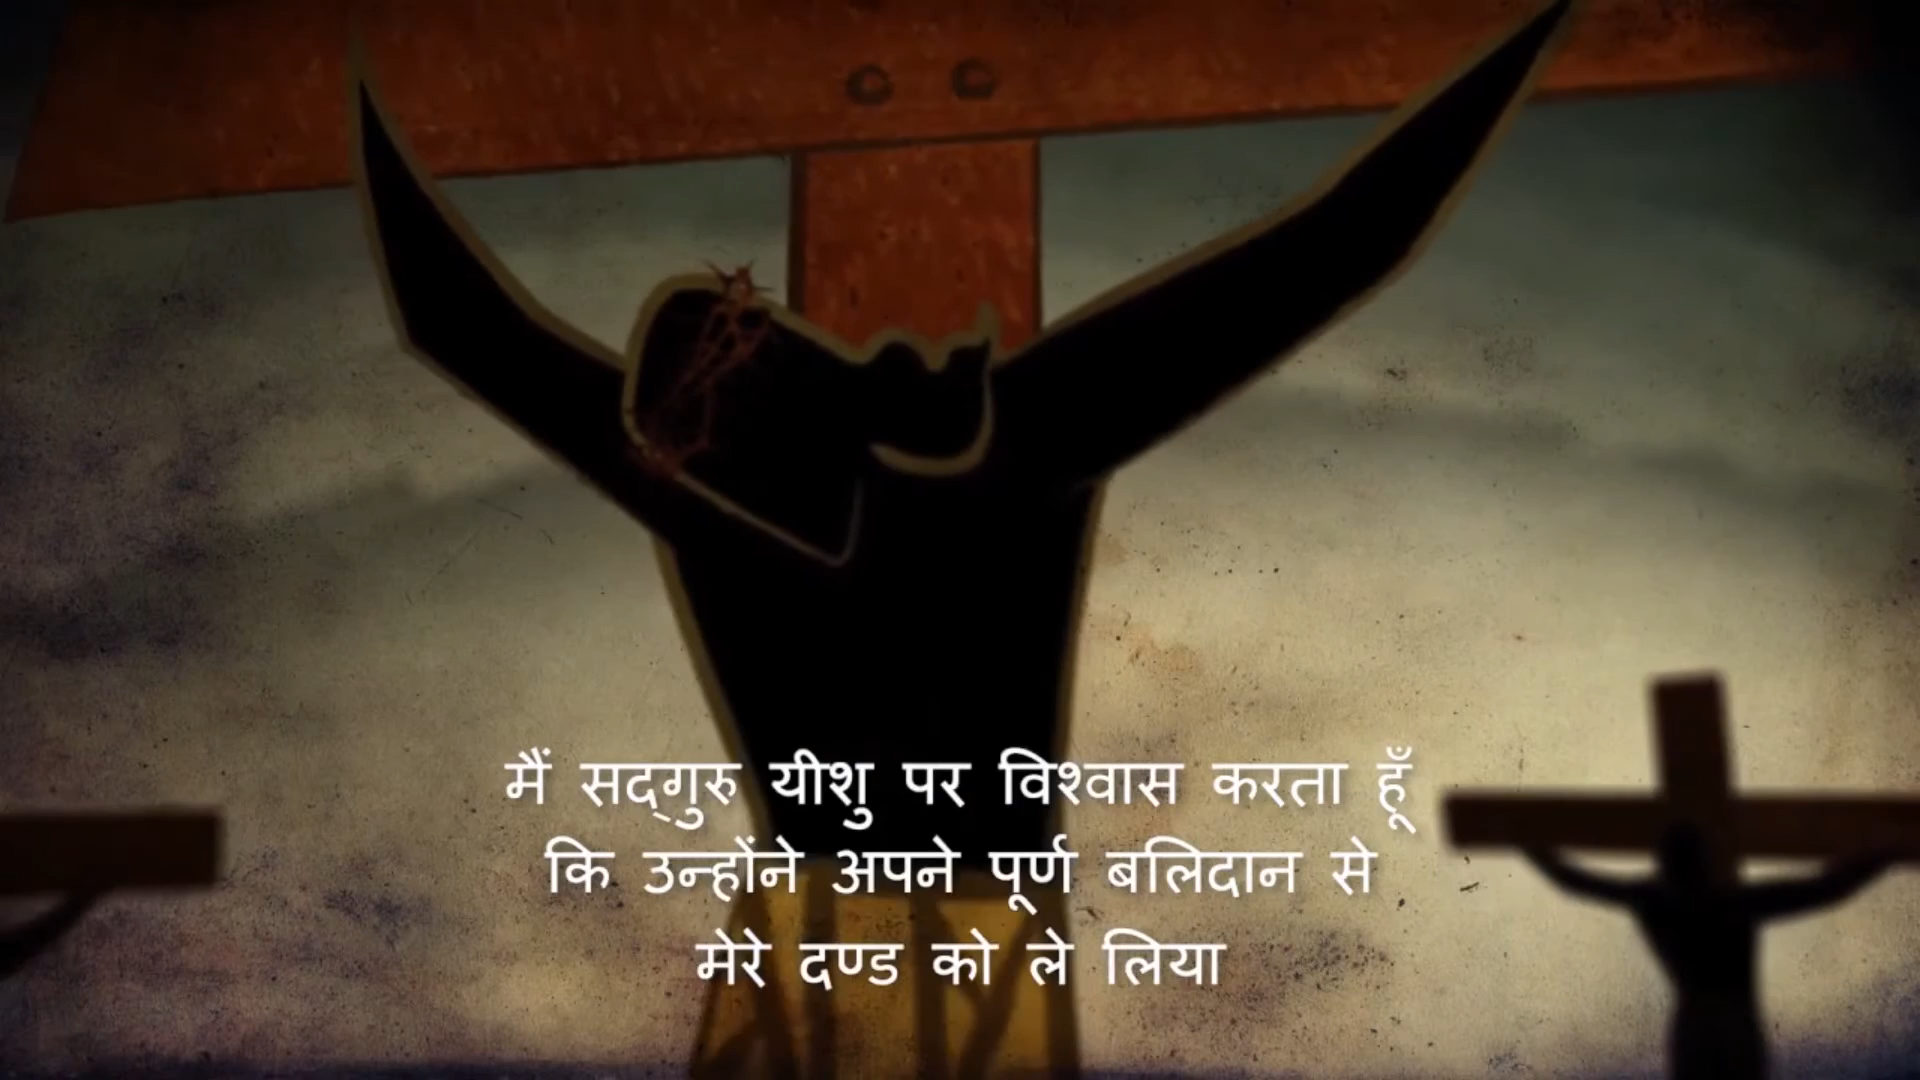 मैं सद्‌गुरु यीशु पर विश्वास करता हूँ
कि उन्होंने अपने पूर्ण बलिदान से
मेरे दण्ड को ले लिया